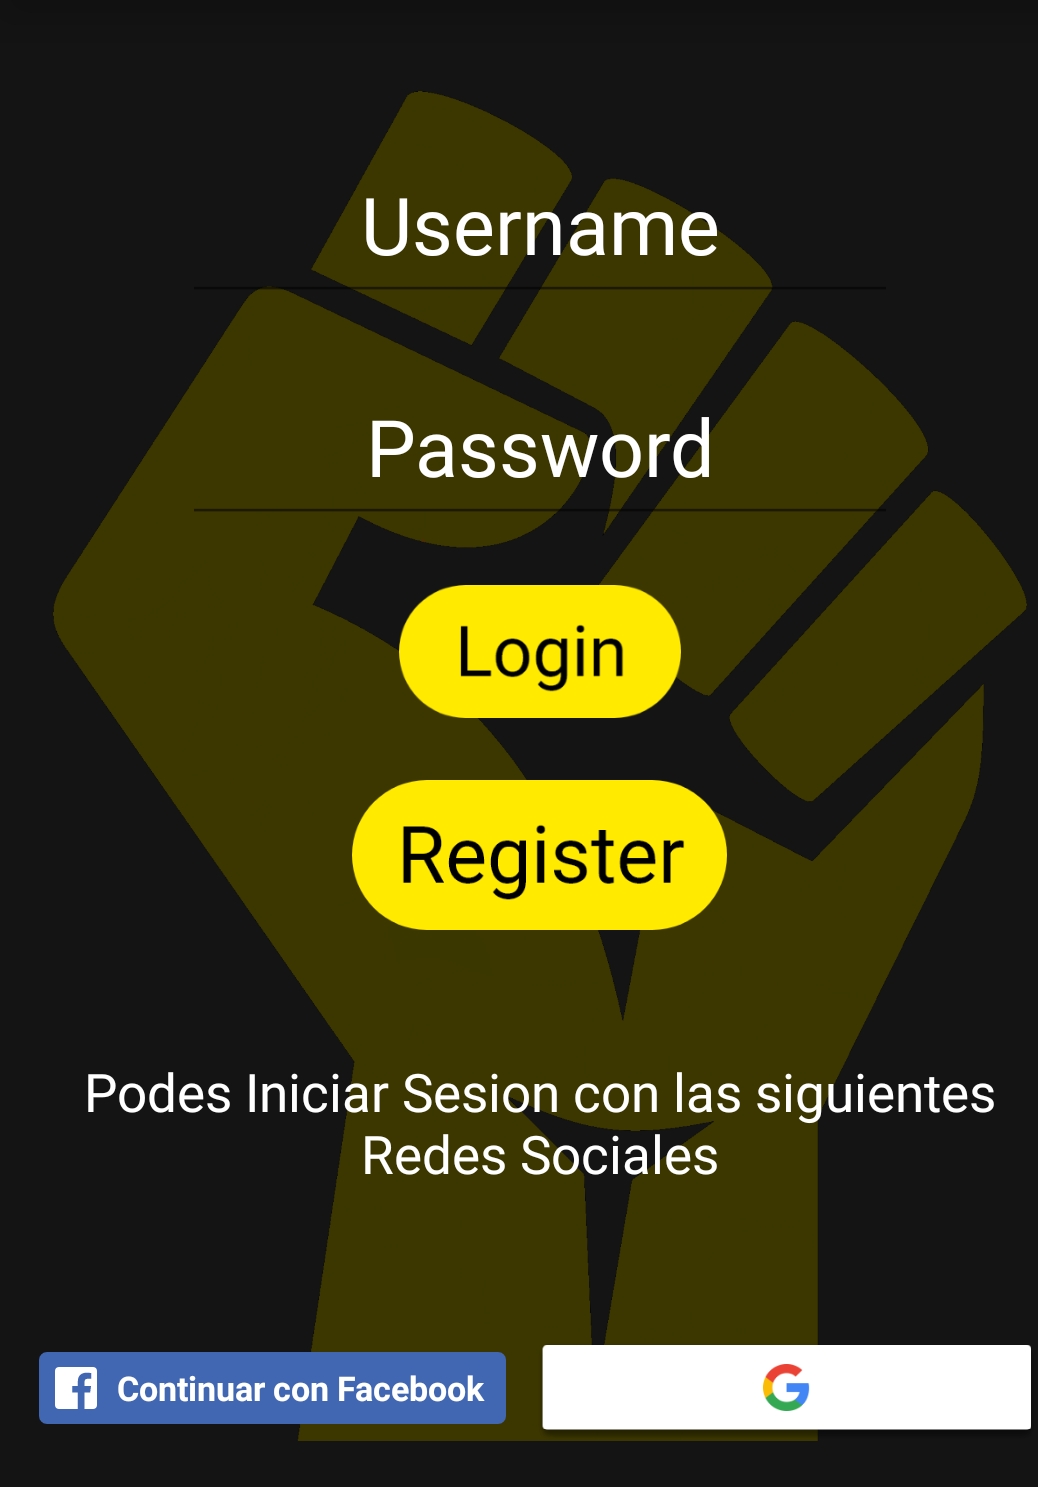 Username
Password
Login
Register
Podes Iniciar Sesion con las siguientes
Redes Sociales
Continuar con Facebook